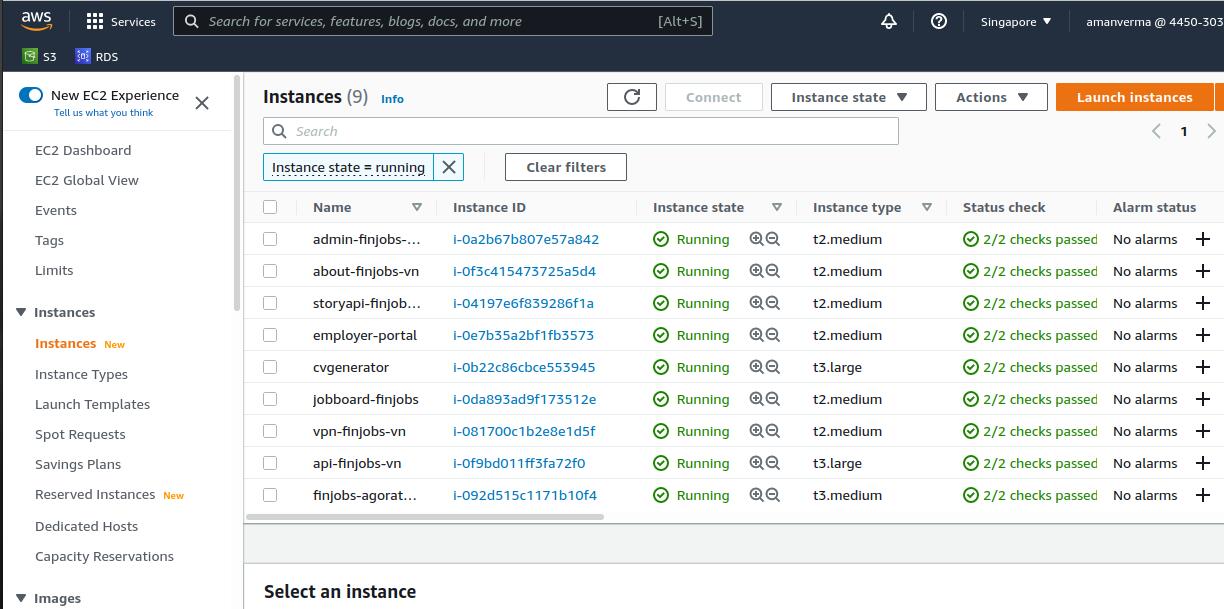 aws Services Search for services, features, blogs, docs, and more [Alt+S] Singapore amanverma @ 4450-303
S3 RDS
New EC2 Experience
Tell us what you think
EC2 Dashboard
EC2 Global View
Events
Tags
Limits
Instances
Instances New
Instance Types
Launch Templates
Spot Requests
Savings Plans
Reserved Instances New
Dedicated Hosts
Capacity Reservations
Images
Instances (9) Info Connect Instance state Actions Launch instances
Search 1
Instance state = running Clear filters
Name Instance ID Instance state Instance type Status check Alarm status
admin-finjobs-... i-0a2b67b807e57a842 Running t2.medium 2/2 checks passed No alarms
about-finjobs-vn i-0f3c415473725a5d4 Running t2.medium 2/2 checks passed No alarms
storyapi-finjob... i-04197e6f839286f1a Running t2.medium 2/2 checks passed No alarms
employer-portal i-0e7b35a2bf1fb3573 Running t2.medium 2/2 checks passed No alarms
cvgenerator i-0b22c86cbce553945 Running t3.large 2/2 checks passed No alarms
jobboard-finjobs i-0da893ad9f173512e Running t2.medium 2/2 checks passed No alarms
vpn-finjobs-vn i-081700c1b2e8e1d5f Running t2.medium 2/2 checks passed No alarms
api-finjobs-vn i-0f9bd011ff3fa72f0 Running t3.large 2/2 checks passed No alarms
finjobs-agorat... i-092d515c1171b10f4 Running t3.medium 2/2 checks passed No alarms
Select an instance